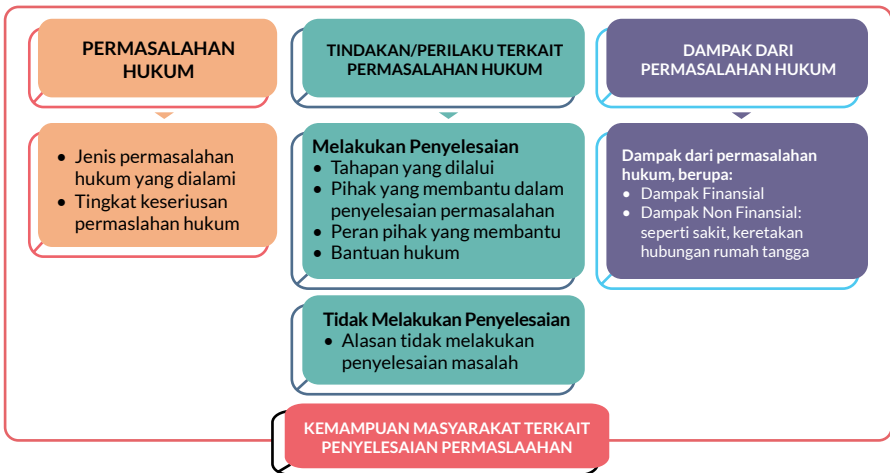 PERMASALAHAN
HUKUM
• Jenis permasalahan
hukum yang dialami
• Tingkat keseriusan
permaslahan hukum
TINDAKAN/PERILAKU TERKAIT
PERMASALAHAN HUKUM
Melakukan Penyelesaian
• Tahapan yang dilalui
• Pihak yang membantu dalam
penyelesaian permasalahan
• Peran pihak yang membantu
• Bantuan hukum
Tidak Melakukan Penyelesaian
• Alasan tidak melakukan
penyelesaian masalah
DAMPAK DARI
PERMASALAHAN HUKUM
Dampak dari permasalahan
hukum, berupa:
• Dampak Finansial
• Dampak Non Finansial:
seperti sakit, keretakan
hubungan rumah tangga
KEMAMPUAN MASYARAKAT TERKAIT
PENYELESAIAN PERMASLAAHAN